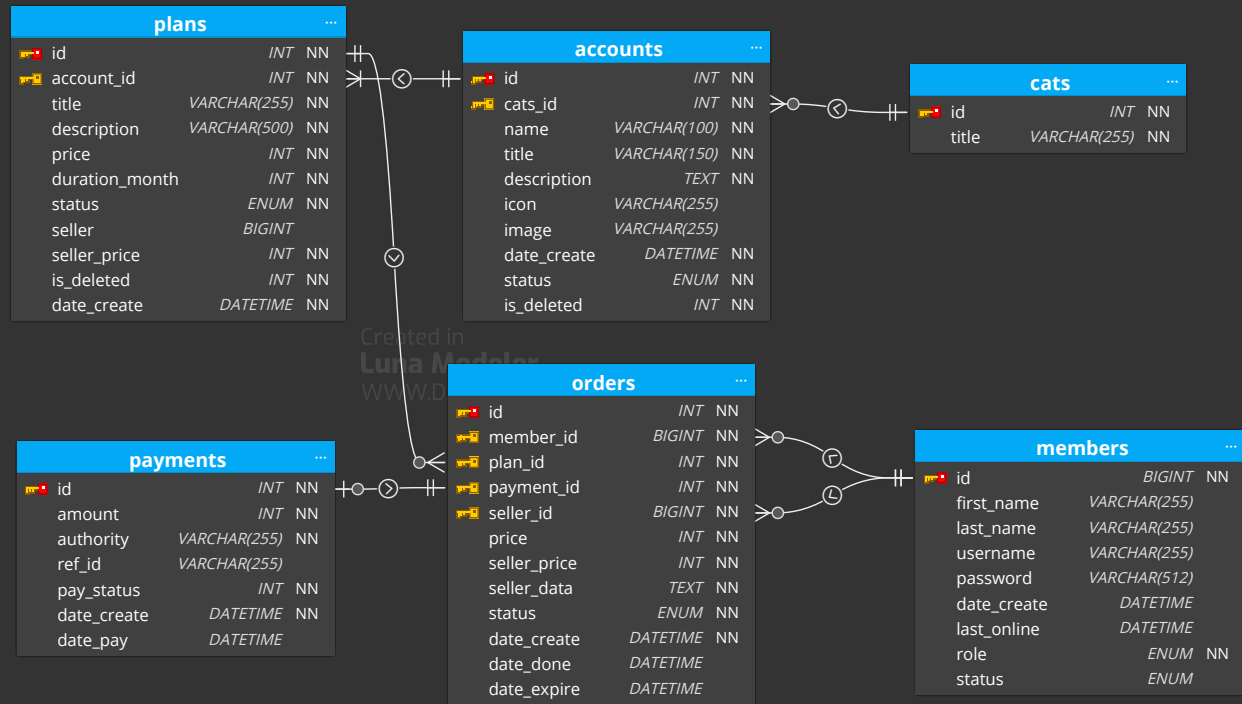 plans ...
id INT NN
account_id INT NN
title VARCHAR(255) NN
description VARCHAR(500) NN
price INT NN
duration_month INT NN
status ENUM NN
seller BIGINT
seller_price INT NN
is_deleted INT NN
date_create DATETIME NN
accounts ...
id INT NN
cats_id INT NN
name VARCHAR(100) NN
title VARCHAR(150) NN
description TEXT NN
icon VARCHAR(255)
image VARCHAR(255)
date_create DATETIME NN
status ENUM NN
is_deleted INT NN
cats ...
id INT NN
title VARCHAR(255) NN
Created in
Luna Modeler
WWW.D
orders ...
id INT NN
member_id BIGINT NN
plan_id INT NN
payment_id INT NN
seller_id BIGINT NN
price INT NN
seller_price INT NN
seller_data TEXT NN
status ENUM NN
date_create DATETIME NN
date_done DATETIME
date_expire DATETIME
payments ...
id INT NN
amount INT NN
authority VARCHAR(255) NN
ref_id VARCHAR(255)
pay_status INT NN
date_create DATETIME NN
date_pay DATETIME
members ...
id BIGINT NN
first_name VARCHAR(255)
last_name VARCHAR(255)
username VARCHAR(255)
password VARCHAR(512)
date_create DATETIME
last_online DATETIME
role ENUM NN
status ENUM